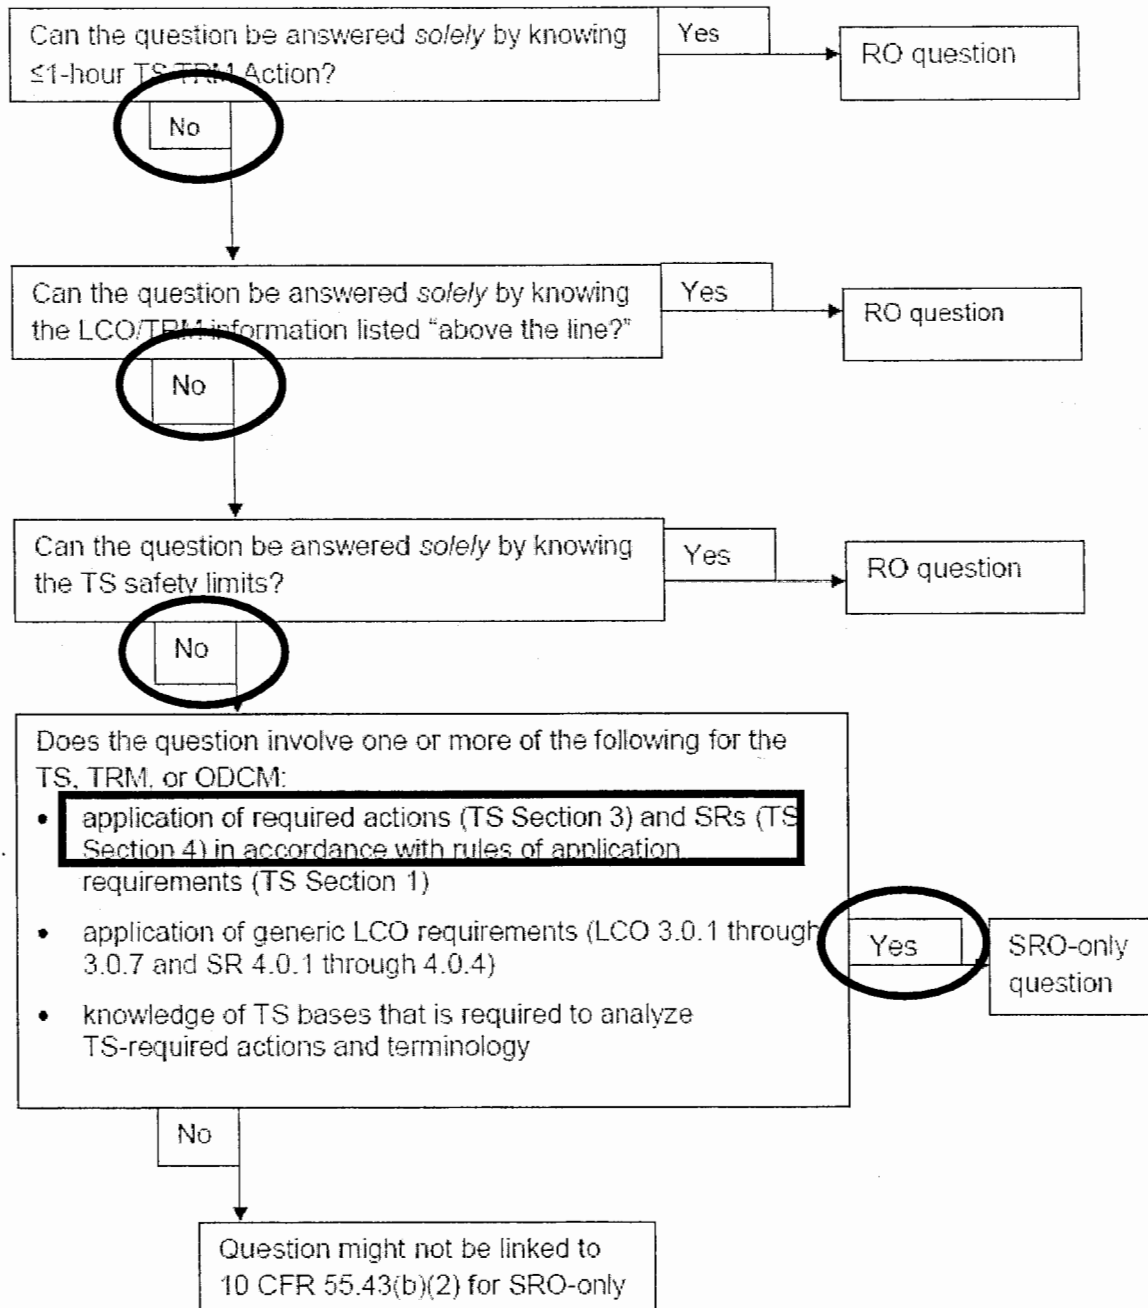 Can the question be answered solely by knowing
≤1-hour TS/TRM Action?
Yes
RO question
No
Can the question be answered solely by knowing
the LCO/TRM information listed “above the line?”
Yes
RO question
No
Can the question be answered solely by knowing
the TS safety limits?
Yes
RO question
No
Does the question involve one or more of the following for the
TS, TRM, or ODCM:
• application of required actions (TS Section 3) and SRs (TS
Section 4) in accordance with rules of application
requirements (TS Section 1)
• application of generic LCO requirements (LCO 3.0.1 through
3.0.7 and SR 4.0.1 through 4.0.4)
• knowledge of TS bases that is required to analyze
TS-required actions and terminology
Yes
SRO-only
question
No
Question might not be linked to
10 CFR 55.43(b)(2) for SRO-only